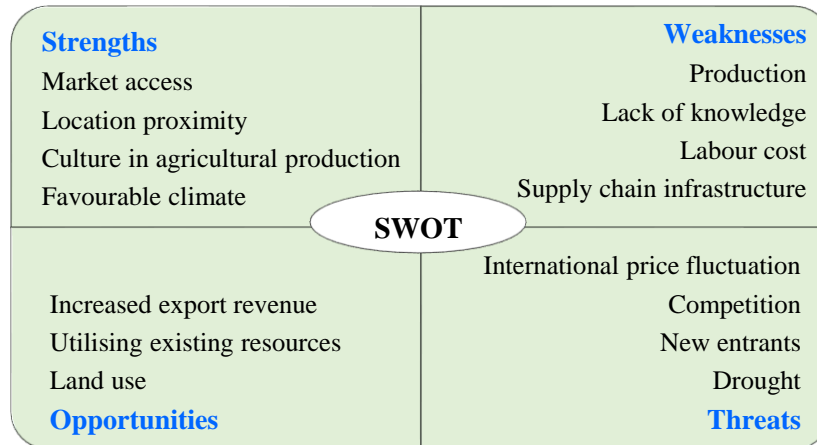 Strengths
Market access
Location proximity
Culture in agricultural production
Favourable climate
Weaknesses
Production
Lack of knowledge
Labour cost
Supply chain infrastructure
SWOT
Increased export revenue
Utilising existing resources
Land use
Opportunities
International price fluctuation
Competition
New entrants
Drought
Threats